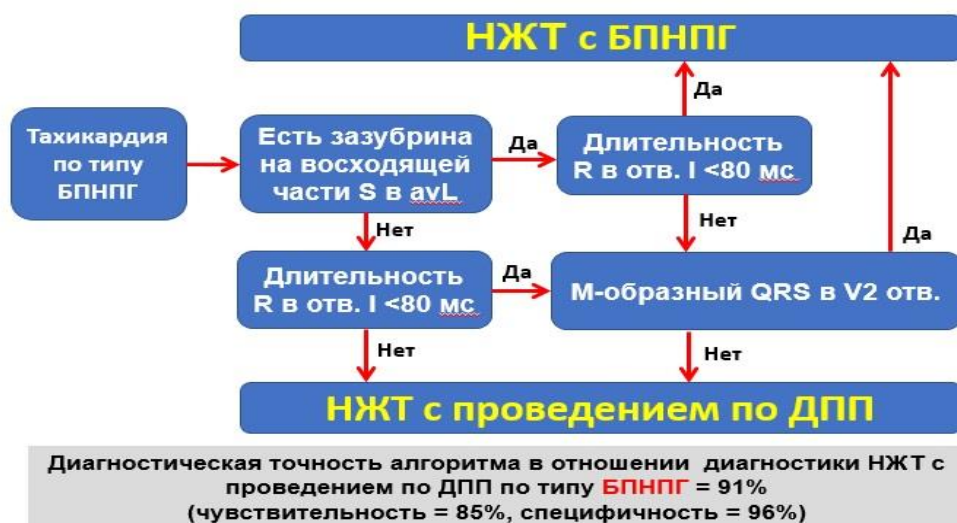 НЖТ с БПНПГ
Да
Тахикардия
по типу
БПНПГ
Есть зазубрина
на восходящей
части S в avL
Да
Длительность
R в отв. I <80 мс
Нет
Нет
Да
Длительность
R в отв. I <80 мс
Да
М-образный QRS в V2 отв.
Нет
Нет
НЖТ с проведением по ДПП
Диагностическая точность алгоритма в отношении диагностики НЖТ с
проведением по ДПП по типу БПНПГ = 91%
(чувствительность = 85%, специфичность = 96%)